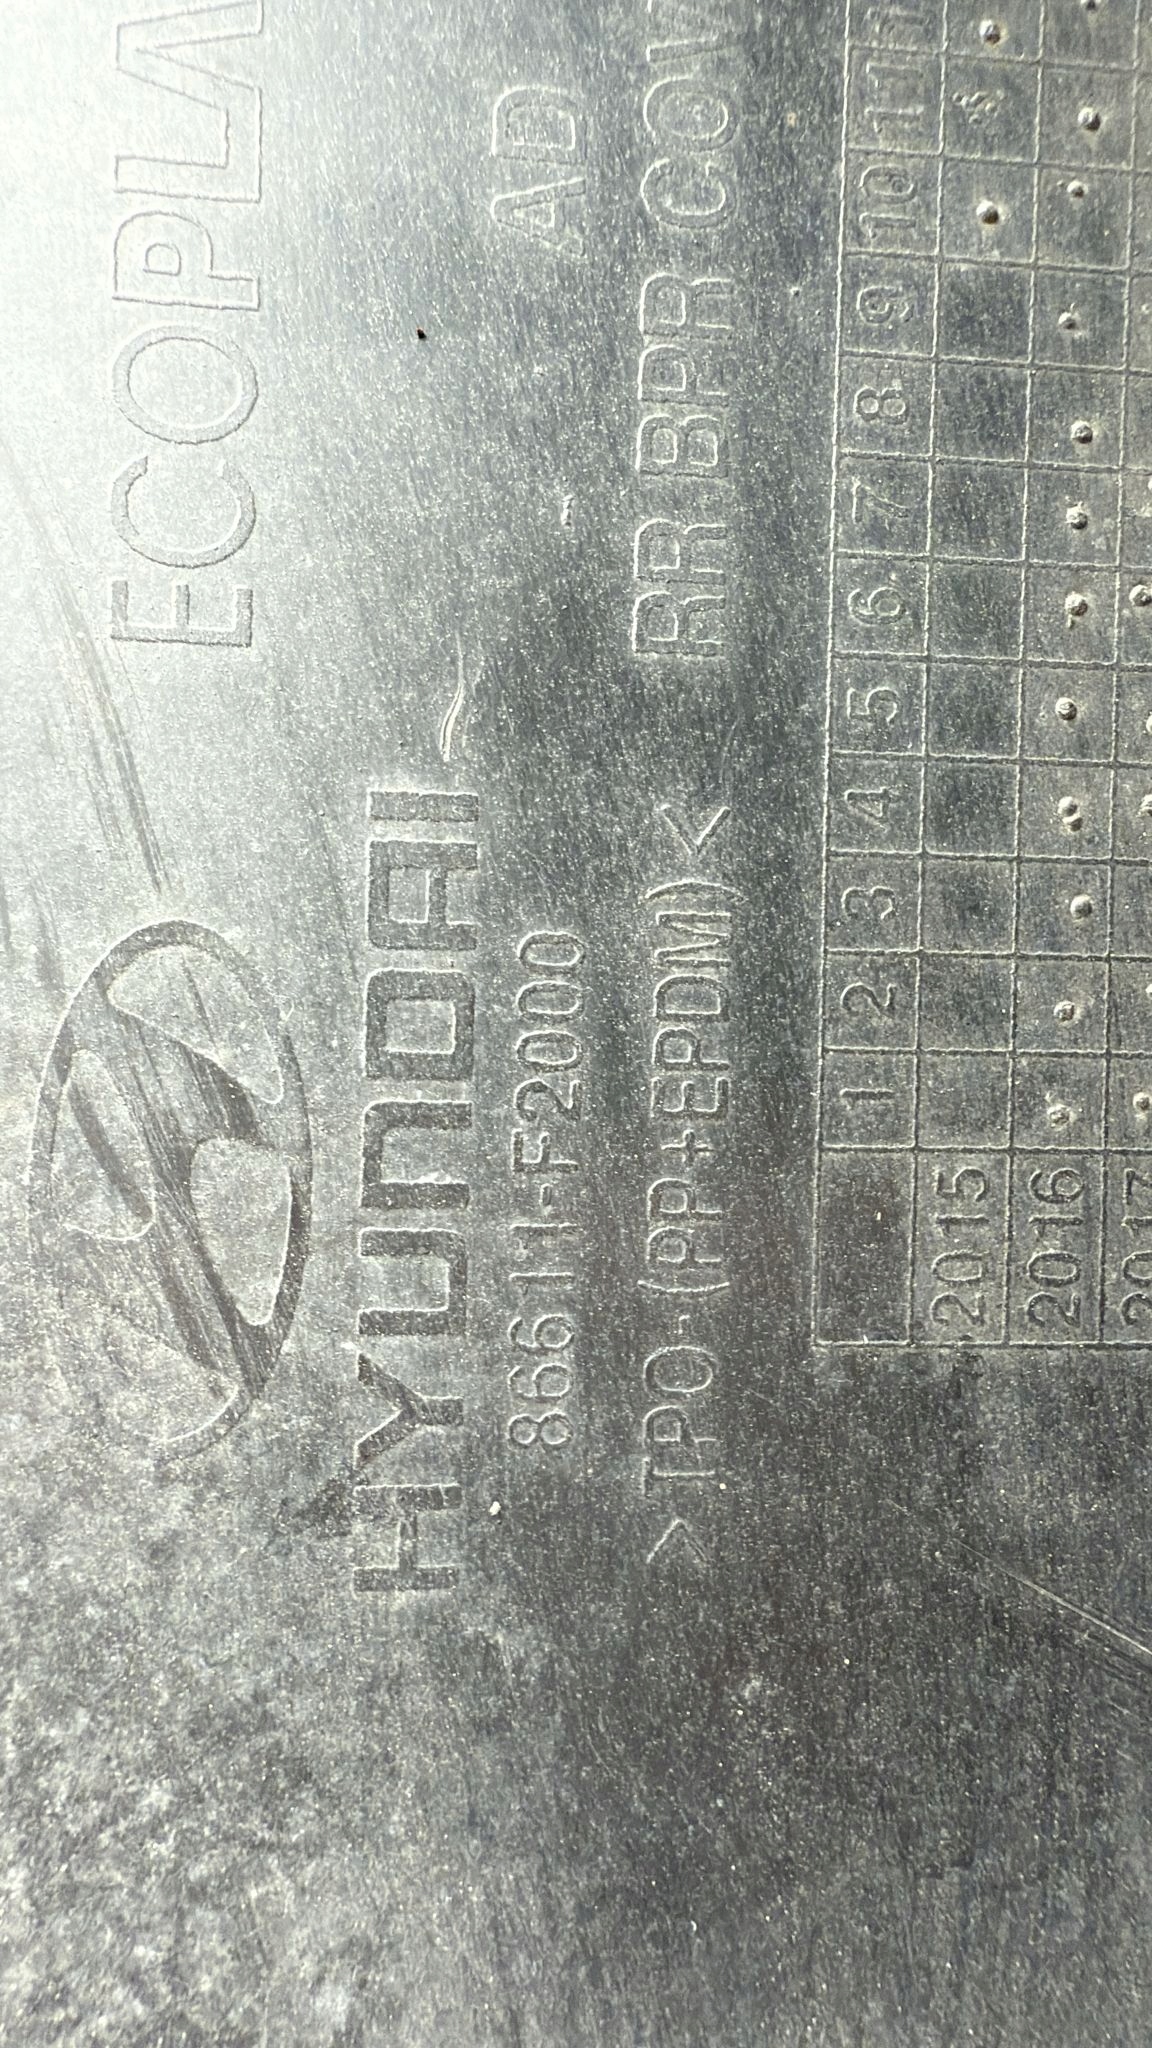 ECOPLA
HYUNDAI
86611-F2000 AD
>TPO-(PP+EPDM)< RR BPR COV
1 2 3 4 5 6 7 8 9 10 11
2015
2016
2017